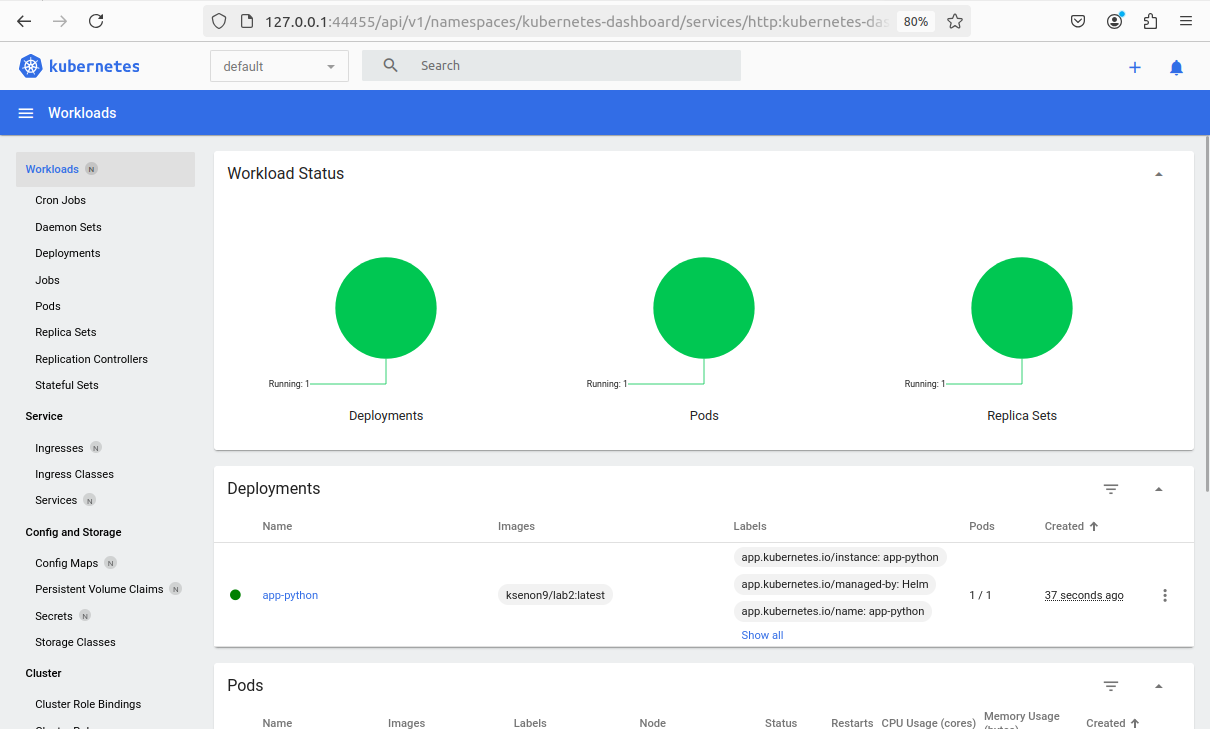 127.0.0.1:44455/api/v1/namespaces/kubernetes-dashboard/services/http:kubernetes-das
80%
kubernetes
default
Search
Workloads
Workloads N
Cron Jobs
Daemon Sets
Deployments
Jobs
Pods
Replica Sets
Replication Controllers
Stateful Sets
Service
Ingresses N
Ingress Classes
Services N
Config and Storage
Config Maps N
Persistent Volume Claims N
Secrets N
Storage Classes
Cluster
Cluster Role Bindings
Workload Status
Running: 1
Deployments
Running: 1
Pods
Running: 1
Replica Sets
Deployments
Name Images Labels Pods Created
app-python
ksenon9/lab2:latest
app.kubernetes.io/instance: app-python
app.kubernetes.io/managed-by: Helm
app.kubernetes.io/name: app-python
Show all
1 / 1
37 seconds ago
Pods
Name Images Labels Node Status Restarts CPU Usage (cores) Memory Usage Created